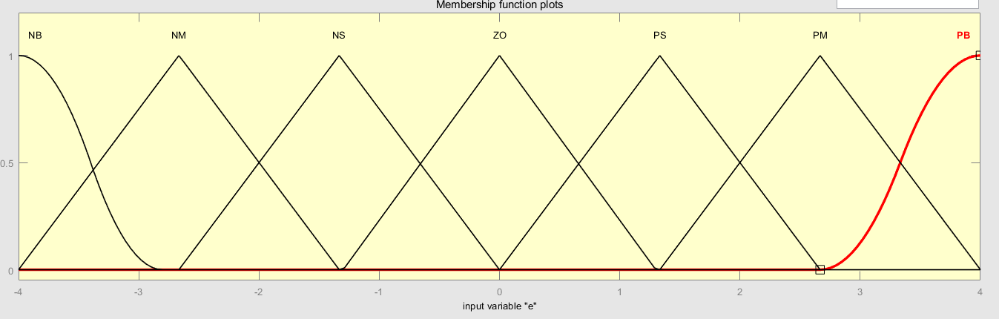 Membership function plots
NB NM NS ZO PS PM PB
1
0.5
0
-4 -3 -2 -1 0 1 2 3 4
input variable "e"